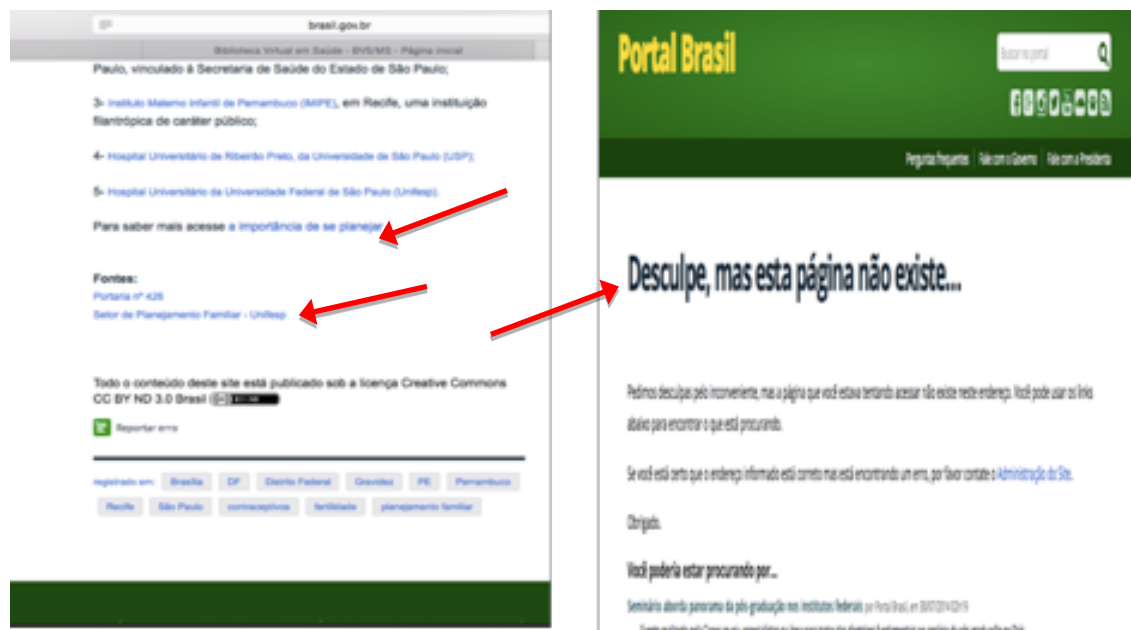 brasil.gov.br
Biblioteca Virtual em Saúde - BVS/MS - Página inicial
Paulo, vinculado à Secretaria de Saúde do Estado de São Paulo;
3- Instituto Materno Infantil de Pernambuco (IMIPE), em Recife, uma instituição
filantrópica de caráter público;
4- Hospital Universitário de Ribeirão Preto, da Universidade de São Paulo (USP);
5- Hospital Universitário da Universidade Federal de São Paulo (Unifesp).
Para saber mais acesse a importância de se planejar
Fontes:
Portaria nº 426
Setor de Planejamento Familiar - Unifesp
Todo o conteúdo deste site está publicado sob a licença Creative Commons
CC BY ND 3.0 Brasil
Reportar erro
registrado em: Brasília DF Distrito Federal Gravidez PE Pernambuco
Recife São Paulo contraceptivos fertilidade planejamento familiar
Portal Brasil
Buscar no portal
Perguntas frequentes Fale com o Governo Fale com a Presidenta
Desculpe, mas esta página não existe...
Pedimos desculpas pelo inconveniente, mas a página que você estava tentando acessar não existe neste endereço. Você pode usar os links
abaixo para encontrar o que está procurando.
Se você está certo que o endereço informado está correto mas está encontrando um erro, por favor contate o Administração do Site.
Obrigado.
Você poderia estar procurando por...
Seminário aborda panorama da pós-graduação nos institutos federais por Portal Brasil, em